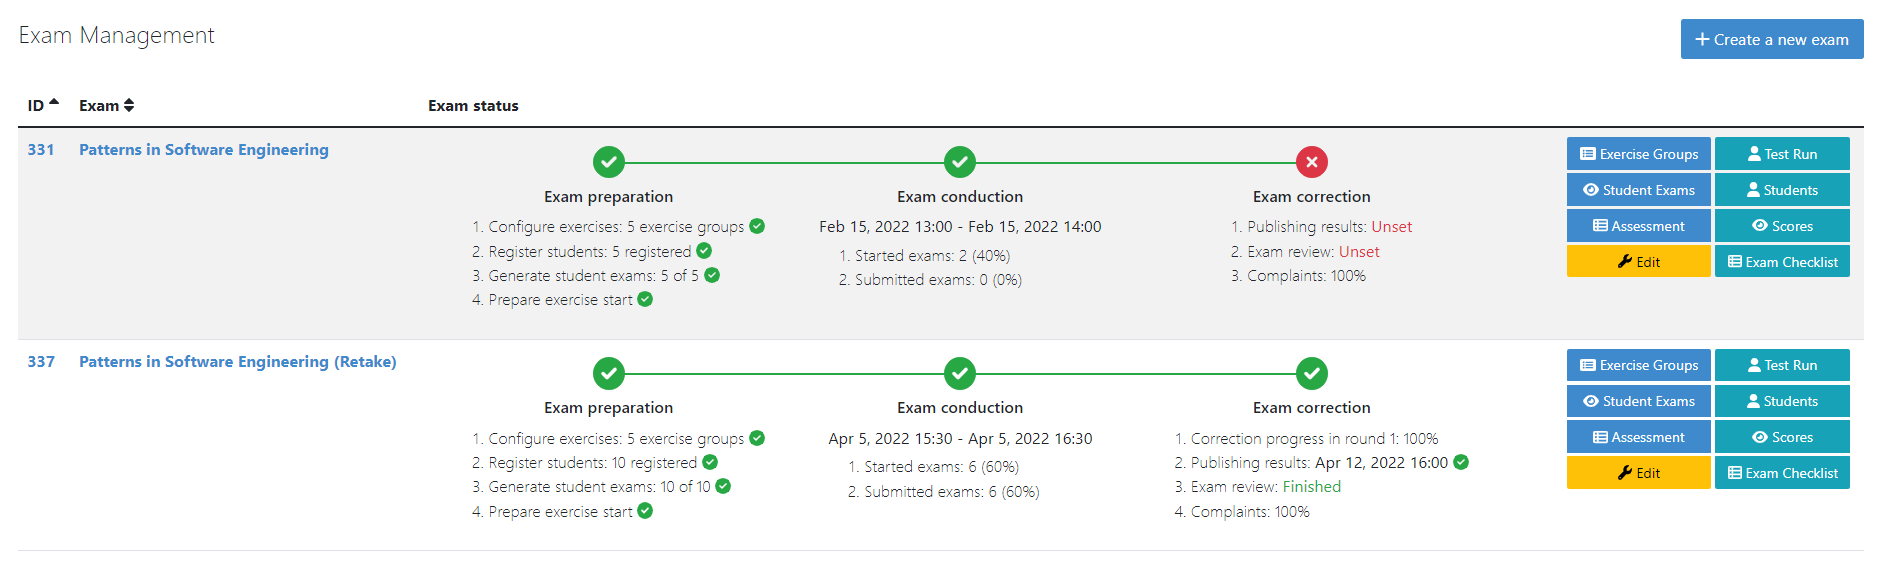 Exam Management
Create a new exam
ID Exam Exam status
331 Patterns in Software Engineering
Exam preparation
1. Configure exercises: 5 exercise groups
2. Register students: 5 registered
3. Generate student exams: 5 of 5
4. Prepare exercise start
Exam conduction
Feb 15, 2022 13:00 - Feb 15, 2022 14:00
1. Started exams: 2 (40%)
2. Submitted exams: 0 (0%)
Exam correction
1. Publishing results: Unset
2. Exam review: Unset
3. Complaints: 100%
Exercise Groups Test Run
Student Exams Students
Assessment Scores
Edit Exam Checklist
337 Patterns in Software Engineering (Retake)
Exam preparation
1. Configure exercises: 5 exercise groups
2. Register students: 10 registered
3. Generate student exams: 10 of 10
4. Prepare exercise start
Exam conduction
Apr 5, 2022 15:30 - Apr 5, 2022 16:30
1. Started exams: 6 (60%)
2. Submitted exams: 6 (60%)
Exam correction
1. Correction progress in round 1: 100%
2. Publishing results: Apr 12, 2022 16:00
3. Exam review: Finished
4. Complaints: 100%
Exercise Groups Test Run
Student Exams Students
Assessment Scores
Edit Exam Checklist